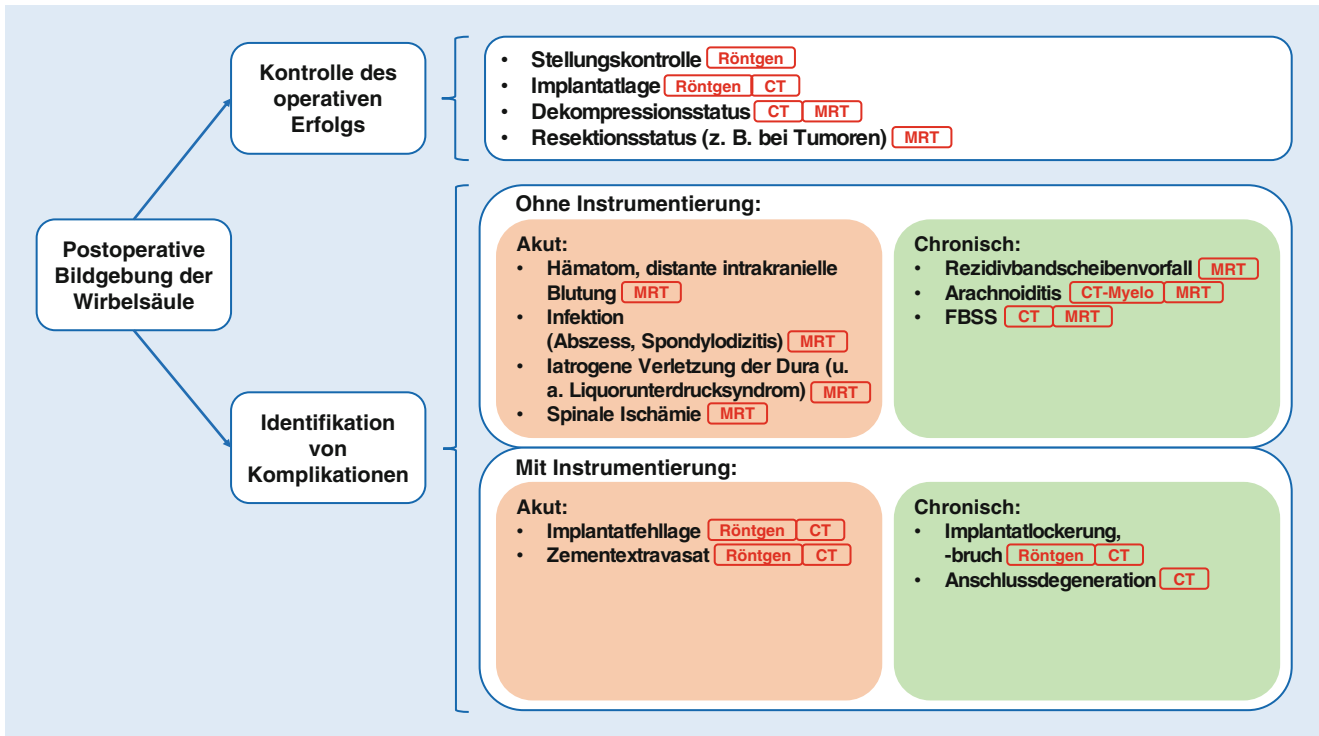 Postoperative
Bildgebung der
Wirbelsäule
Kontrolle des
operativen
Erfolgs
• Stellungskontrolle Röntgen
• Implantatlage Röntgen CT
• Dekompressionsstatus CT MRT
• Resektionsstatus (z. B. bei Tumoren) MRT
Identifikation
von
Komplikationen
Ohne Instrumentierung:
Akut:
• Hämatom, distante intrakranielle
Blutung MRT
• Infektion
(Abszess, Spondylodizitis) MRT
• Iatrogene Verletzung der Dura (u.
a. Liquorunterdrucksyndrom) MRT
• Spinale Ischämie MRT
Chronisch:
• Rezidivbandscheibenvorfall MRT
• Arachnoiditis CT-Myelo MRT
• FBSS CT MRT
Mit Instrumentierung:
Akut:
• Implantatfehllage Röntgen CT
• Zementextravasat Röntgen CT
Chronisch:
• Implantatlockerung,
-bruch Röntgen CT
• Anschlussdegeneration CT